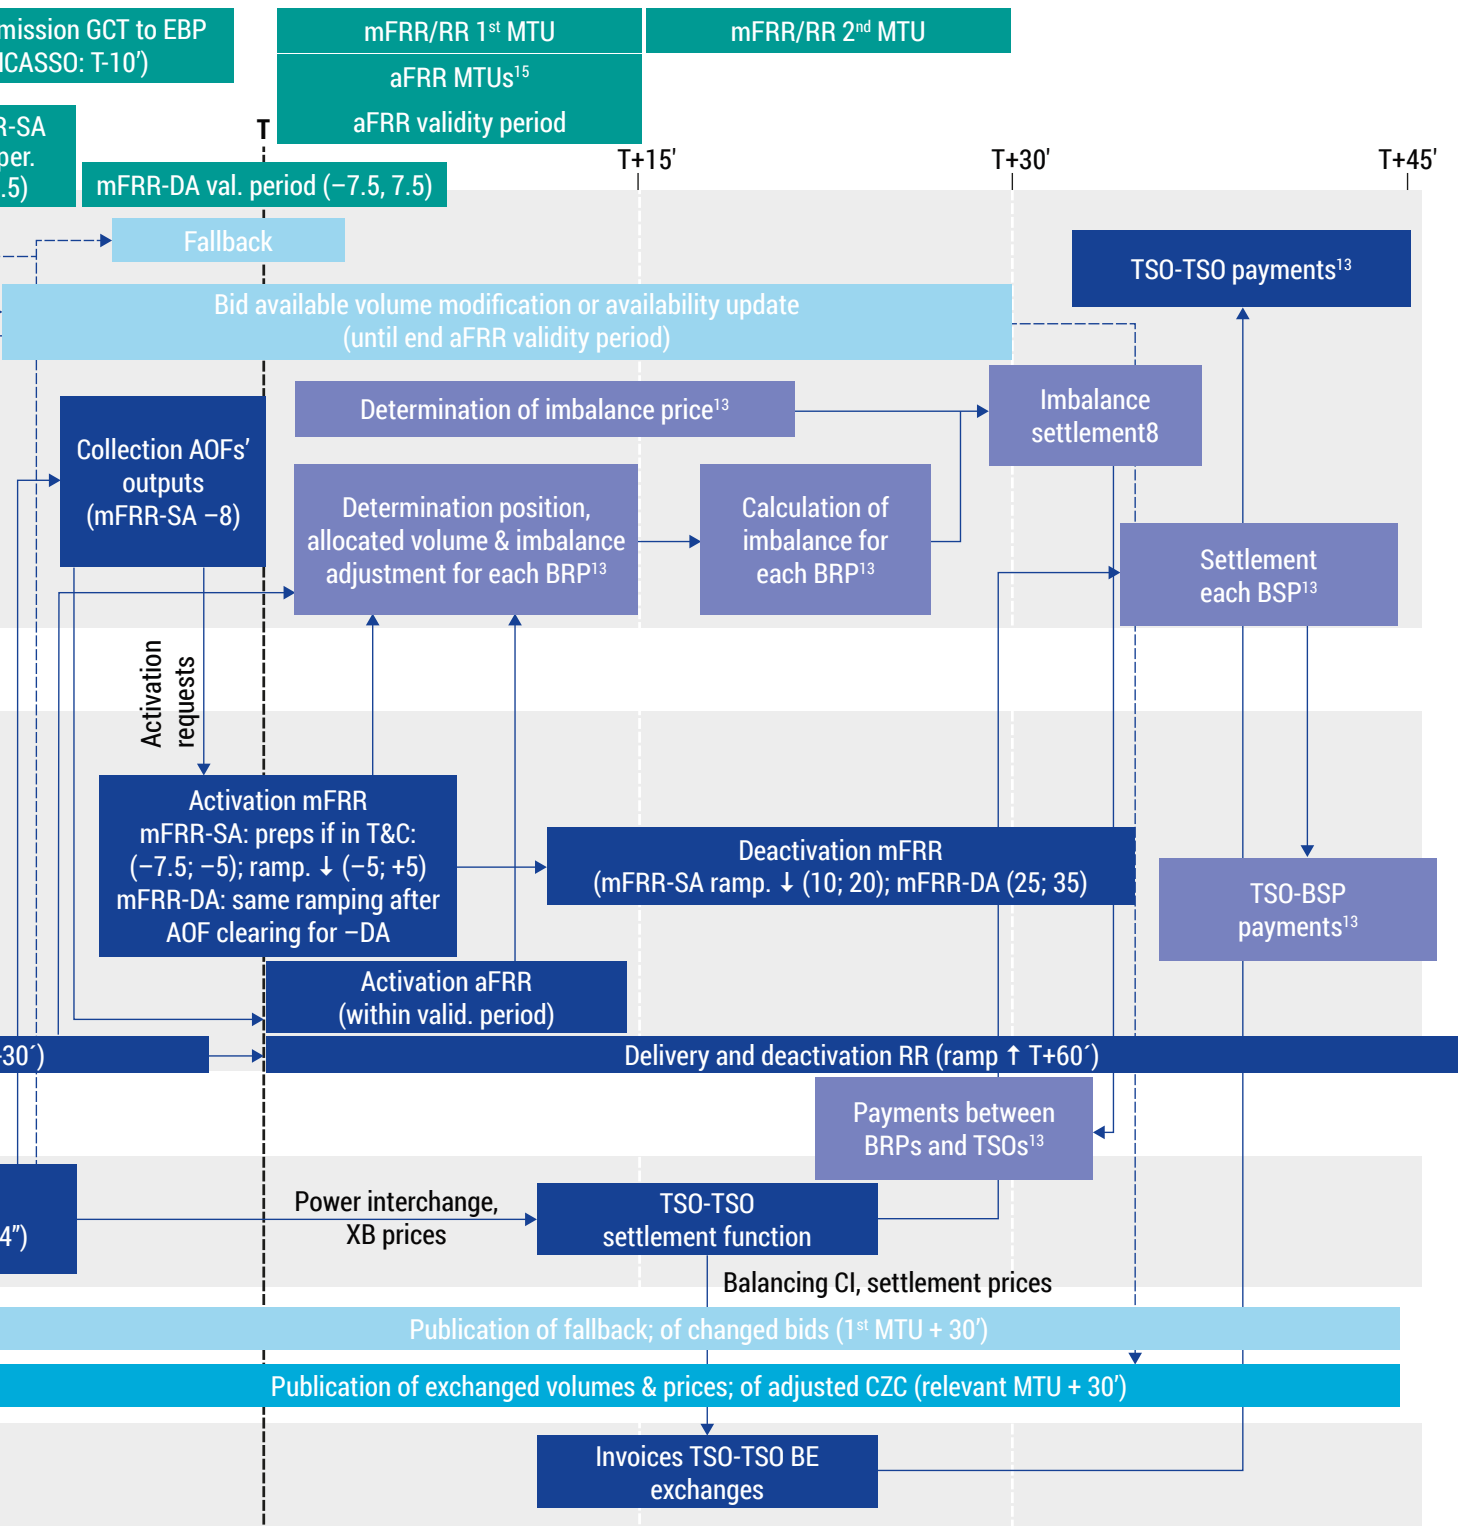 mission GCT to EBP
ICASSO: T-10’)
mFRR/RR 1st MTU
mFRR/RR 2nd MTU
aFRR MTUs15
aFRR validity period
R-SA
per.
.5)
T
mFRR-DA val. period (–7.5, 7.5)
T+15'
T+30'
T+45'
Fallback
TSO-TSO payments13
Bid available volume modification or availability update
(until end aFRR validity period)
Determination of imbalance price13
Imbalance
settlement8
Collection AOFs’
outputs
(mFRR-SA –8)
Determination position,
allocated volume & imbalance
adjustment for each BRP13
Calculation of
imbalance for
each BRP13
Settlement
each BSP13
Activation
requests
Activation mFRR
mFRR-SA: preps if in T&C:
(–7.5; –5); ramp. ↓ (–5; +5)
mFRR-DA: same ramping after
AOF clearing for –DA
Deactivation mFRR
(mFRR-SA ramp. ↓ (10; 20); mFRR-DA (25; 35)
TSO-BSP
payments13
Activation aFRR
(within valid. period)
30´)
Delivery and deactivation RR (ramp ↑ T+60´)
Payments between
BRPs and TSOs13
4”)
Power interchange,
XB prices
TSO-TSO
settlement function
Balancing CI, settlement prices
Publication of fallback; of changed bids (1st MTU + 30’)
Publication of exchanged volumes & prices; of adjusted CZC (relevant MTU + 30’)
Invoices TSO-TSO BE
exchanges